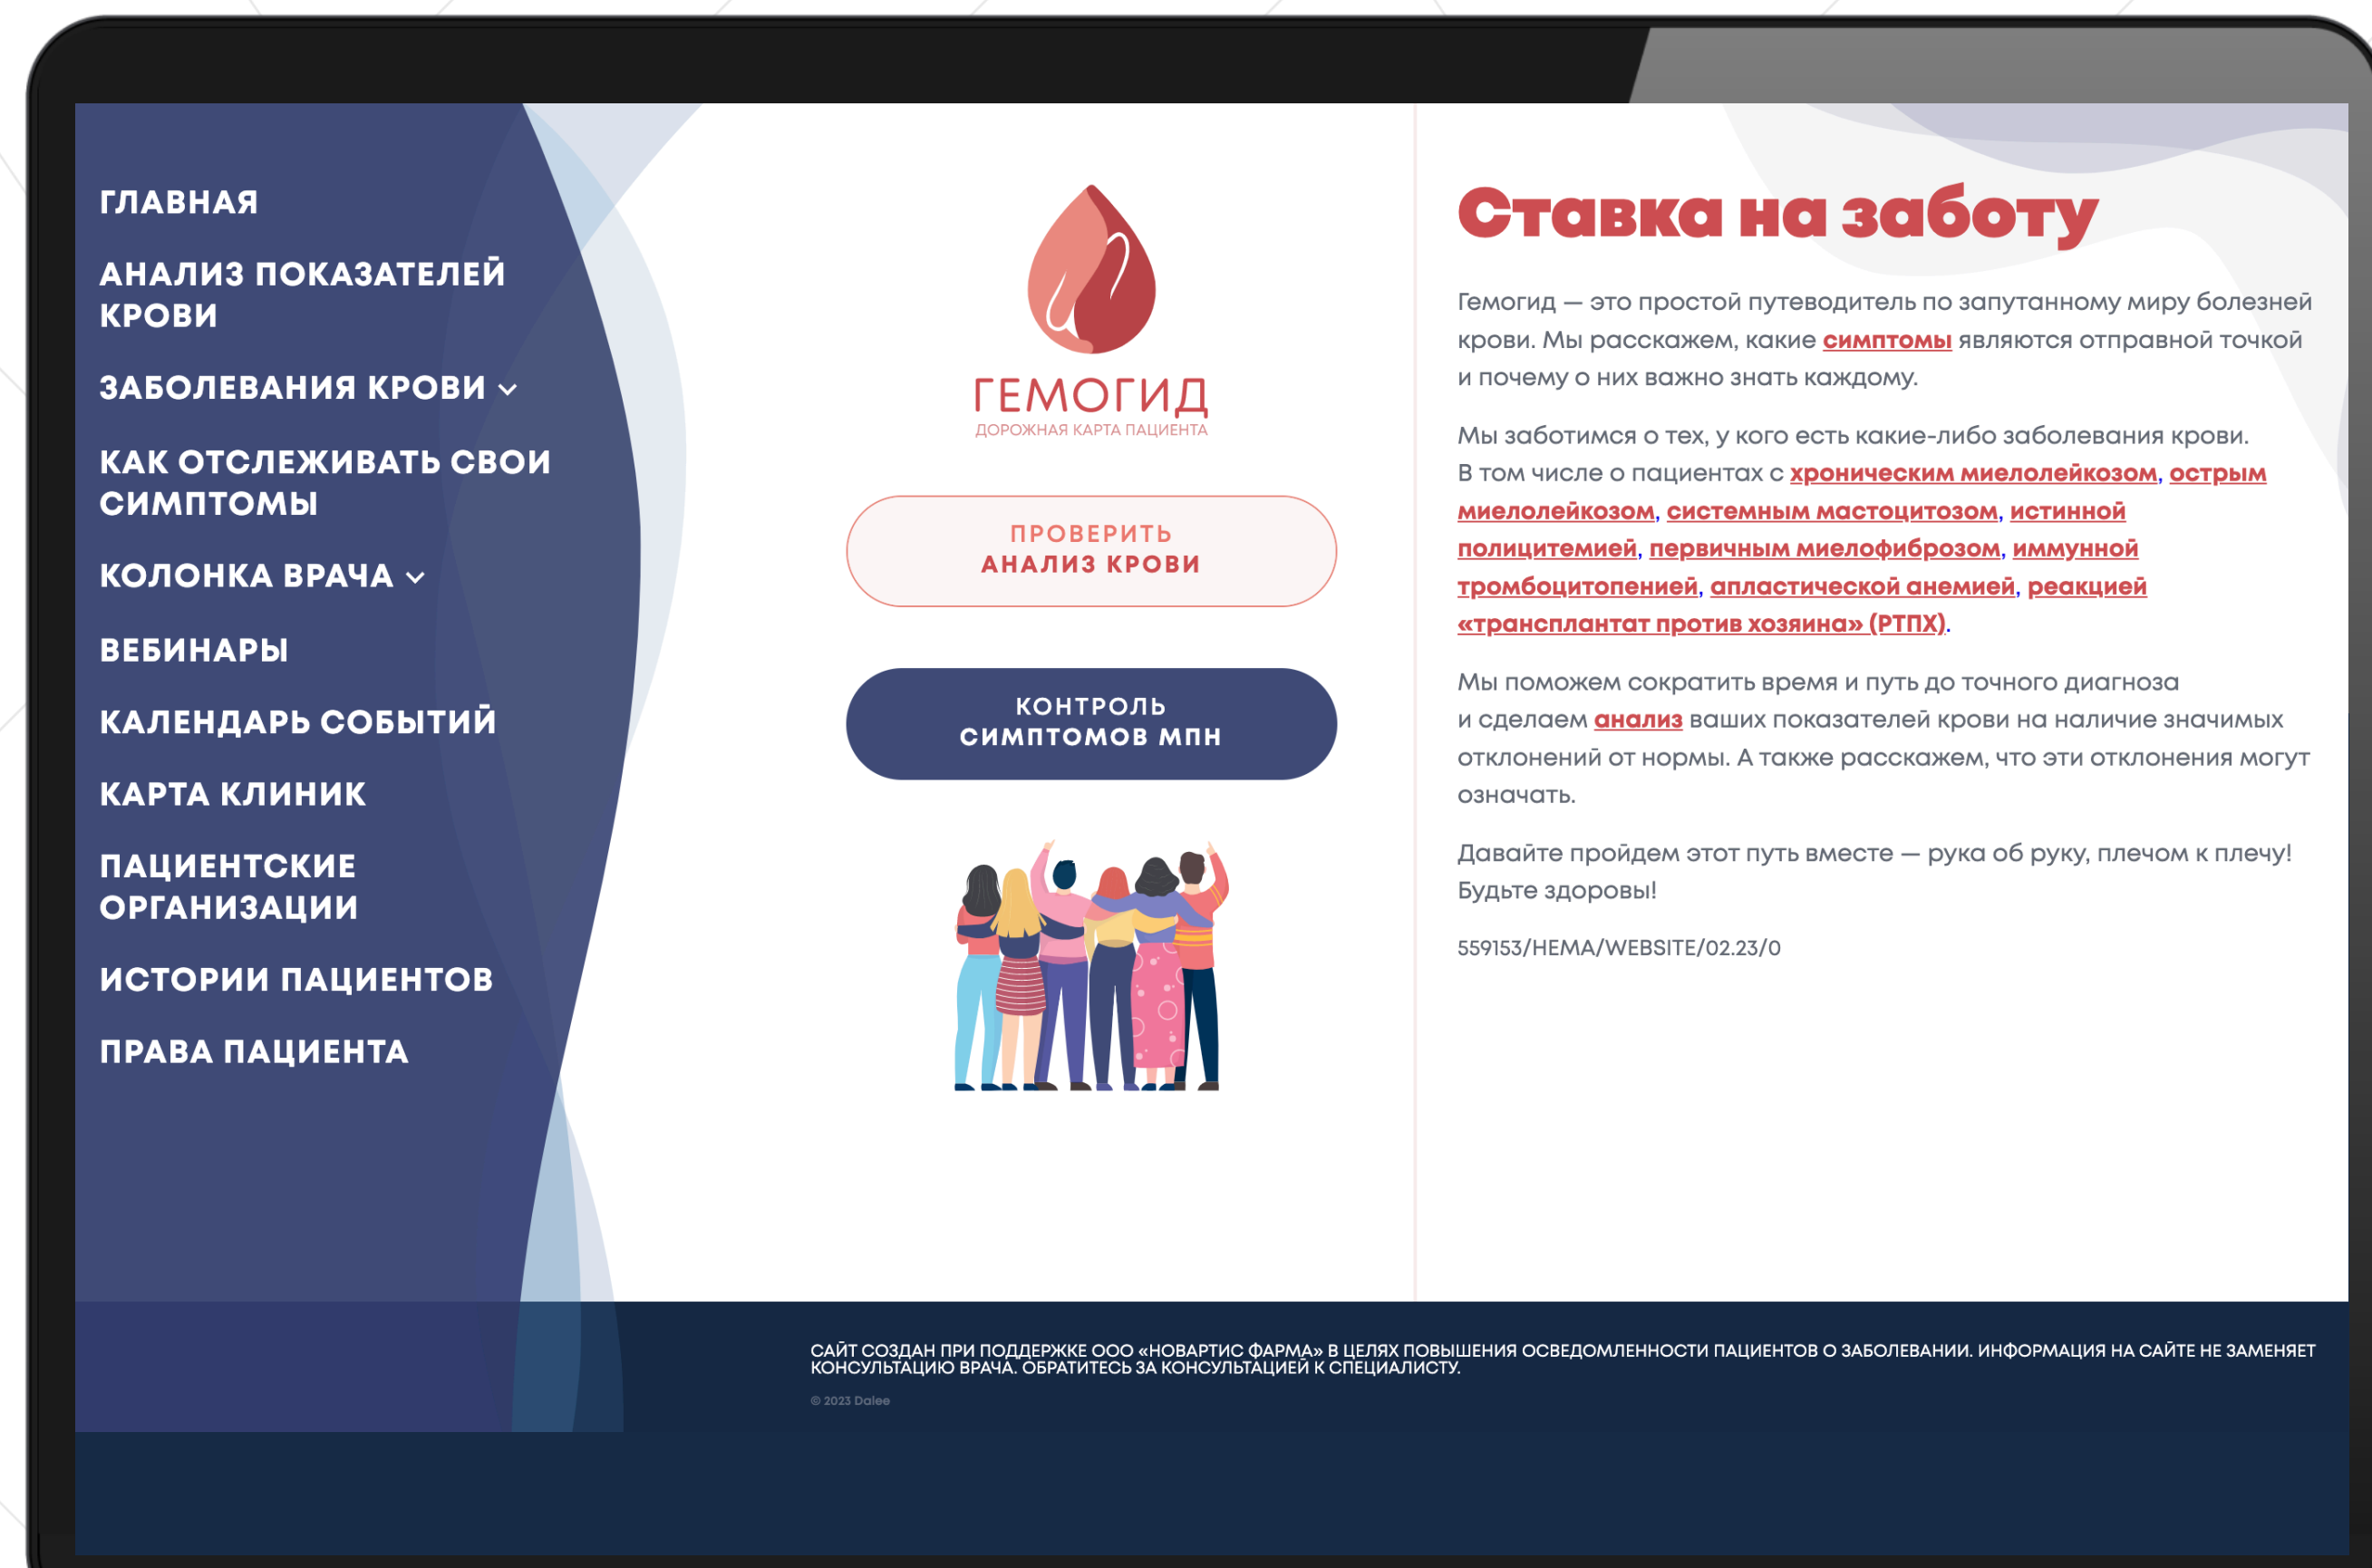 ГЛАВНАЯ
АНАЛИЗ ПОКАЗАТЕЛЕЙ
КРОВИ
ЗАБОЛЕВАНИЯ КРОВИ
КАК ОТСЛЕЖИВАТЬ СВОИ
СИМПТОМЫ
КОЛОНКА ВРАЧА
ВЕБИНАРЫ
КАЛЕНДАРЬ СОБЫТИЙ
КАРТА КЛИНИК
ПАЦИЕНТСКИЕ
ОРГАНИЗАЦИИ
ИСТОРИИ ПАЦИЕНТОВ
ПРАВА ПАЦИЕНТА
ГЕМОГИД
ДОРОЖНАЯ КАРТА ПАЦИЕНТА
ПРОВЕРИТЬ
АНАЛИЗ КРОВИ
КОНТРОЛЬ
СИМПТОМОВ МПН
Ставка на заботу
Гемогид — это простой путеводитель по запутанному миру болезней
крови. Мы расскажем, какие симптомы являются отправной точкой
и почему о них важно знать каждому.
Мы заботимся о тех, у кого есть какие-либо заболевания крови.
В том числе о пациентах с хроническим миелолейкозом, острым
миелолейкозом, системным мастоцитозом, истинной
полицитемией, первичным миелофиброзом, иммунной
тромбоцитопенией, апластической анемией, реакцией
«трансплантат против хозяина» (РТПХ).
Мы поможем сократить время и путь до точного диагноза
и сделаем анализ ваших показателей крови на наличие значимых
отклонений от нормы. А также расскажем, что эти отклонения могут
означать.
Давайте пройдем этот путь вместе — рука об руку, плечом к плечу!
Будьте здоровы!
559153/HEMA/WEBSITE/02.23/0
САЙТ СОЗДАН ПРИ ПОДДЕРЖКЕ ООО «НОВАРТИС ФАРМА» В ЦЕЛЯХ ПОВЫШЕНИЯ ОСВЕДОМЛЕННОСТИ ПАЦИЕНТОВ О ЗАБОЛЕВАНИИ. ИНФОРМАЦИЯ НА САЙТЕ НЕ ЗАМЕНЯЕТ
КОНСУЛЬТАЦИЮ ВРАЧА. ОБРАТИТЕСЬ ЗА КОНСУЛЬТАЦИЕЙ К СПЕЦИАЛИСТУ.
© 2023 Dalee